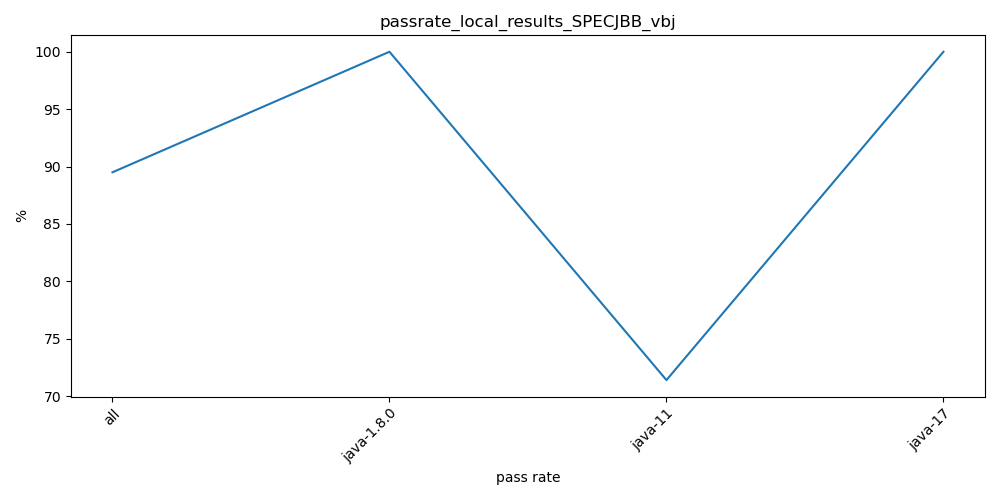 passrate_local_results_SPECJBB_vbj
100
95
90
85
80
75
70
%
all
java-1.8.0
java-11
java-17
pass rate